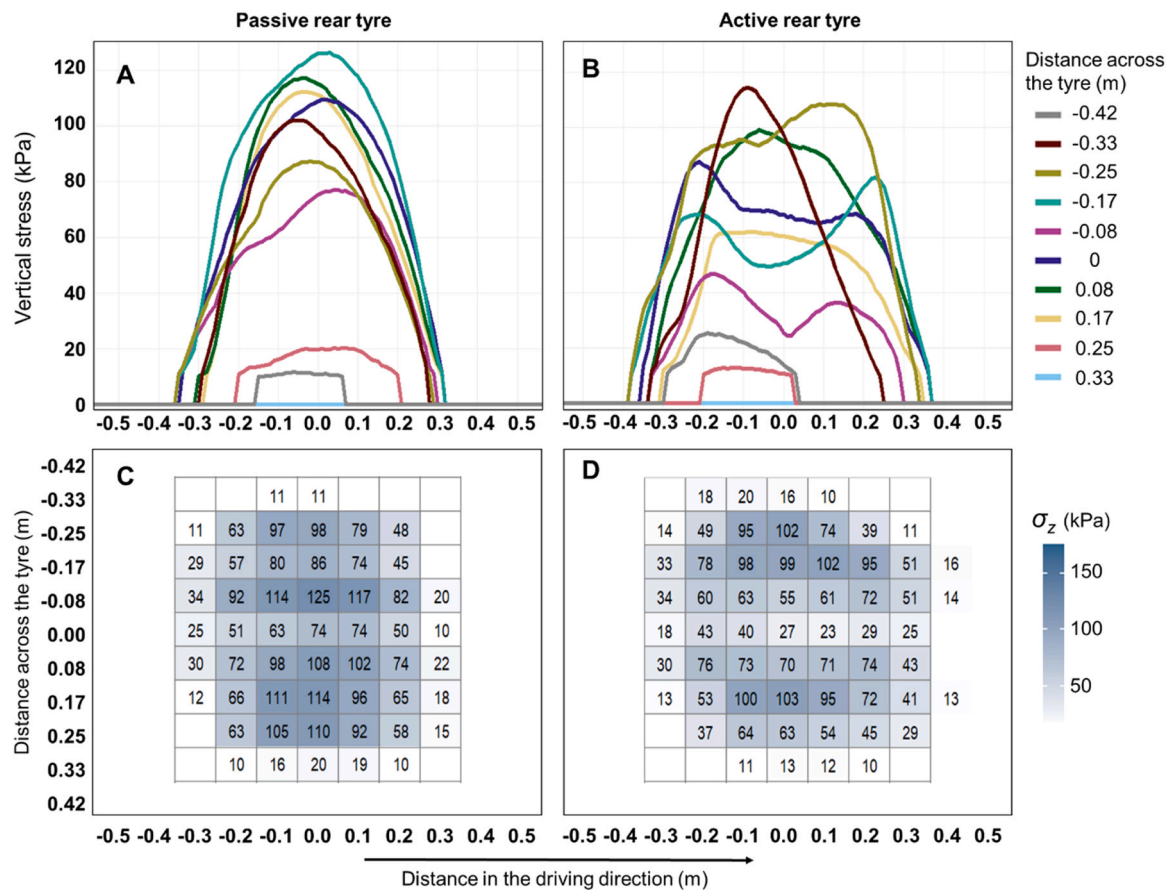 Passive rear tyre
Active rear tyre
A
B
Vertical stress (kPa)
120
100
80
60
40
20
0
-0.5 -0.4 -0.3 -0.2 -0.1 0.0 0.1 0.2 0.3 0.4 0.5
-0.5 -0.4 -0.3 -0.2 -0.1 0.0 0.1 0.2 0.3 0.4 0.5
Distance across
the tyre (m)
-0.42
-0.33
-0.25
-0.17
-0.08
0
0.08
0.17
0.25
0.33
C
D
Distance across the tyre (m)
-0.42
-0.33
-0.25
-0.17
-0.08
0.00
0.08
0.17
0.25
0.33
0.42
11 11
11 63 97 98 79 48
29 57 80 86 74 45
34 92 114 125 117 82 20
25 51 63 74 74 50 10
30 72 98 108 102 74 22
12 66 111 114 96 65 18
63 105 110 92 58 15
10 16 20 19 10
18 20 16 10
14 49 95 102 74 39 11
33 78 98 99 102 95 51 16
34 60 63 55 61 72 51 14
18 43 40 27 23 29 25
30 76 73 70 71 74 43
13 53 100 103 95 72 41 13
37 64 63 54 45 29
11 13 12 10
σz (kPa)
150
100
50
-0.5 -0.4 -0.3 -0.2 -0.1 0.0 0.1 0.2 0.3 0.4 0.5
-0.5 -0.4 -0.3 -0.2 -0.1 0.0 0.1 0.2 0.3 0.4 0.5
Distance in the driving direction (m)